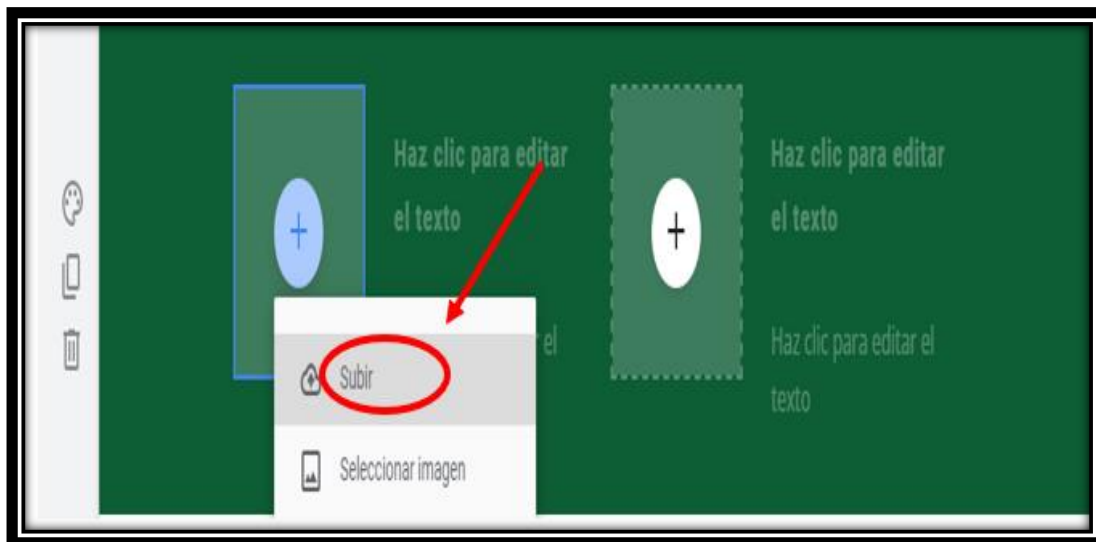 Haz clic para editar
el texto
Haz clic para editar
el texto
r el
Haz clic para editar el
texto
Subir
Seleccionar imagen